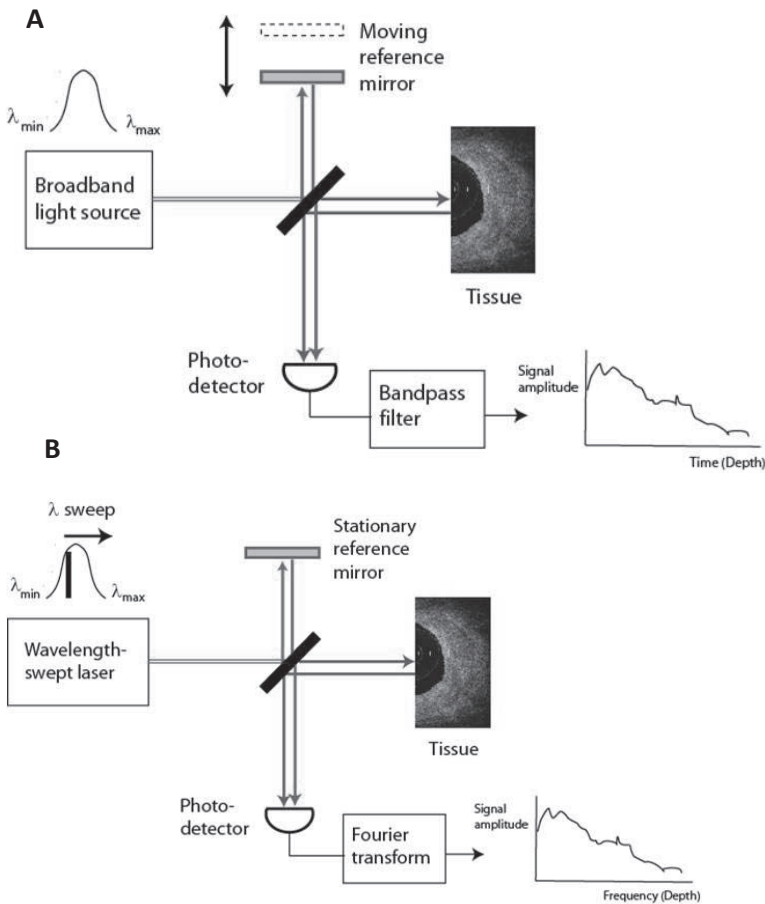 A
Moving
reference
mirror
λmin
λmax
Broadband
light source
Tissue
Photo-
detector
Bandpass
filter
Signal
amplitude
Time (Depth)
B
λ sweep
Stationary
reference
mirror
λmin
λmax
Wavelength-
swept laser
Tissue
Photo-
detector
Fourier
transform
Signal
amplitude
Frequency (Depth)